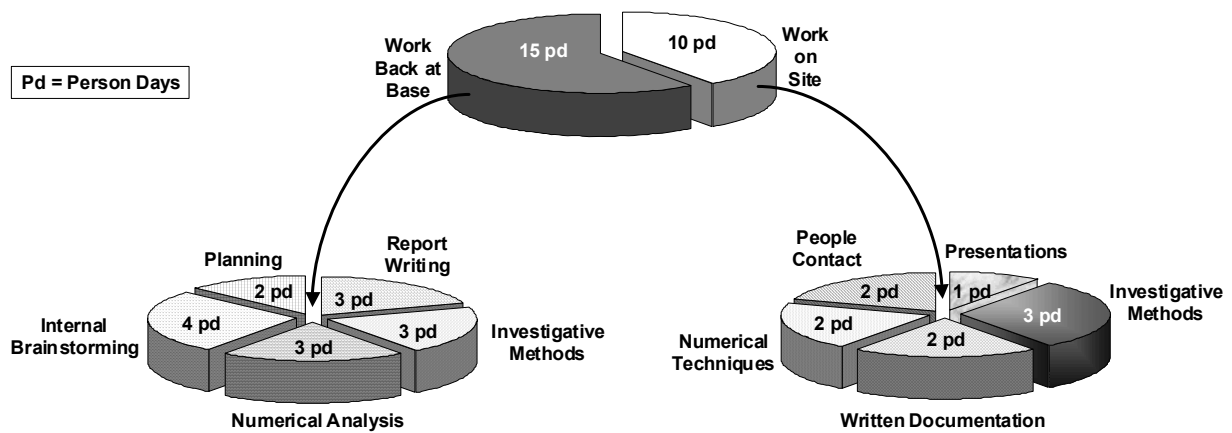 Work
Back at
Base
15 pd
10 pd
Work
on
Site
Pd = Person Days
Planning
Report
Writing
2 pd
3 pd
4 pd
3 pd
3 pd
Internal
Brainstorming
Investigative
Methods
Numerical Analysis
People
Contact
Presentations
2 pd
1 pd
Investigative
Methods
3 pd
2 pd
2 pd
Numerical
Techniques
Written Documentation